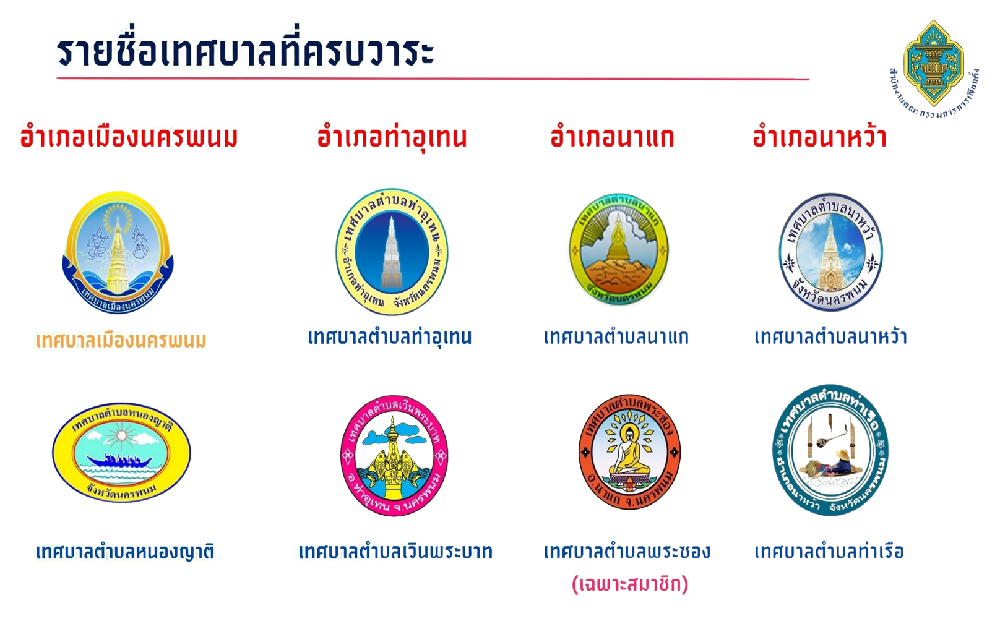 รายชื่อเทศบาลที่ครบวาระ
สำนักงานคณะกรรมการการเลือกตั้ง
อำเภอเมืองนครพนม
อำเภอท่าอุเทน
อำเภอนาแก
อำเภอนาหว้า
เทศบาลเมืองนครพนม
เทศบาลตำบลท่าอุเทน
อำเภอท่าอุเทน จังหวัดนครพนม
เทศบาลตำบลนาแก
จังหวัดนครพนม
เทศบาลตำบลนาหว้า
จังหวัดนครพนม
เทศบาลเมืองนครพนม
เทศบาลตำบลท่าอุเทน
เทศบาลตำบลนาแก
เทศบาลตำบลนาหว้า
เทศบาลตำบลหนองญาติ
จังหวัดนครพนม
เทศบาลตำบลเวินพระบาท
อ.ท่าอุเทน จ.นครพนม
เทศบาลตำบลพระซอง
อ.นาแก จ.นครพนม
เทศบาลตำบลท่าเรือ
อำเภอนาหว้า จังหวัดนครพนม
เทศบาลตำบลหนองญาติ
เทศบาลตำบลเวินพระบาท
เทศบาลตำบลพระซอง
เทศบาลตำบลท่าเรือ
(เฉพาะสมาชิก)